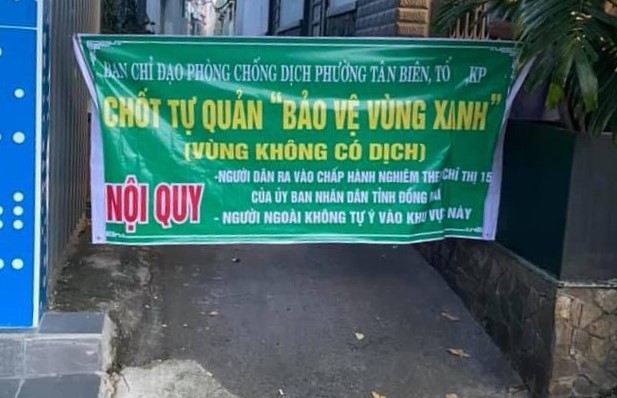 BAN CHỈ ĐẠO PHÒNG CHỐNG DỊCH PHƯỜNG TÂN BIÊN, TỔ ,KP
CHỐT TỰ QUẢN "BẢO VỆ VÙNG XANH"
(VÙNG KHÔNG CÓ DỊCH)
NỘI QUY
-NGƯỜI DÂN RA VÀO CHẤP HÀNH NGHIÊM CHỈ THỊ 15
CỦA ỦY BAN NHÂN DÂN TỈNH ĐỒNG
- NGƯỜI NGOÀI KHÔNG TỰ Ý VÀO KHU VỰC NÀY